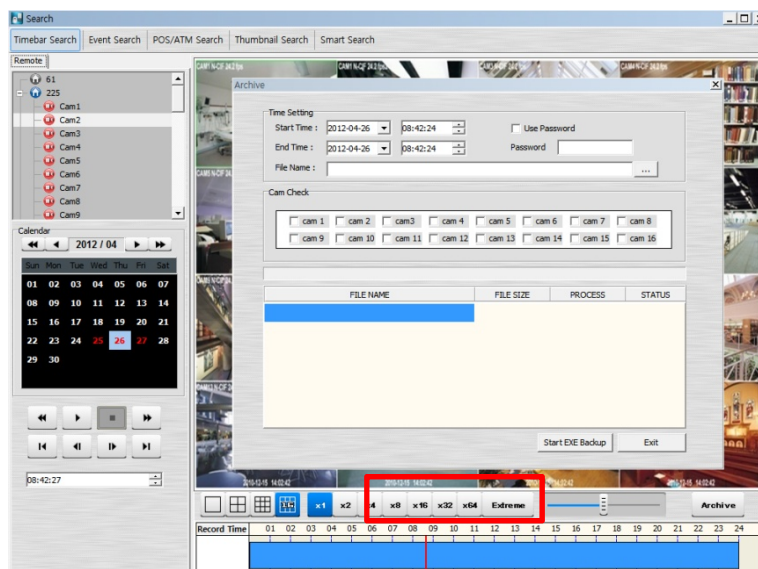 Search
Timebar Search Event Search POS/ATM Search Thumbnail Search Smart Search
Remote
61
225
Cam1
Cam2
Cam3
Cam4
Cam5
Cam6
Cam7
Cam8
Cam9
Calendar
2012 / 04
Sun Mon Tue Wed Thu Fri Sat
01 02 03 04 05 06 07
08 09 10 11 12 13 14
15 16 17 18 19 20 21
22 23 24 25 26 27 28
29 30
08:42:27
Archive
Time Setting
Start Time : 2012-04-26 08:42:24 Use Password
End Time : 2012-04-26 08:42:24 Password
File Name : ...
Cam Check
cam 1 cam 2 cam3 cam 4 cam 5 cam 6 cam 7 cam 8
cam 9 cam 10 cam 11 cam 12 cam 13 cam 14 cam 15 cam 16
FILE NAME FILE SIZE PROCESS STATUS
Start EXE Backup Exit
x1 x2 x4 x8 x16 x32 x64 Extreme Archive
Record Time 01 02 03 04 05 06 07 08 09 10 11 12 13 14 15 16 17 18 19 20 21 22 23 24